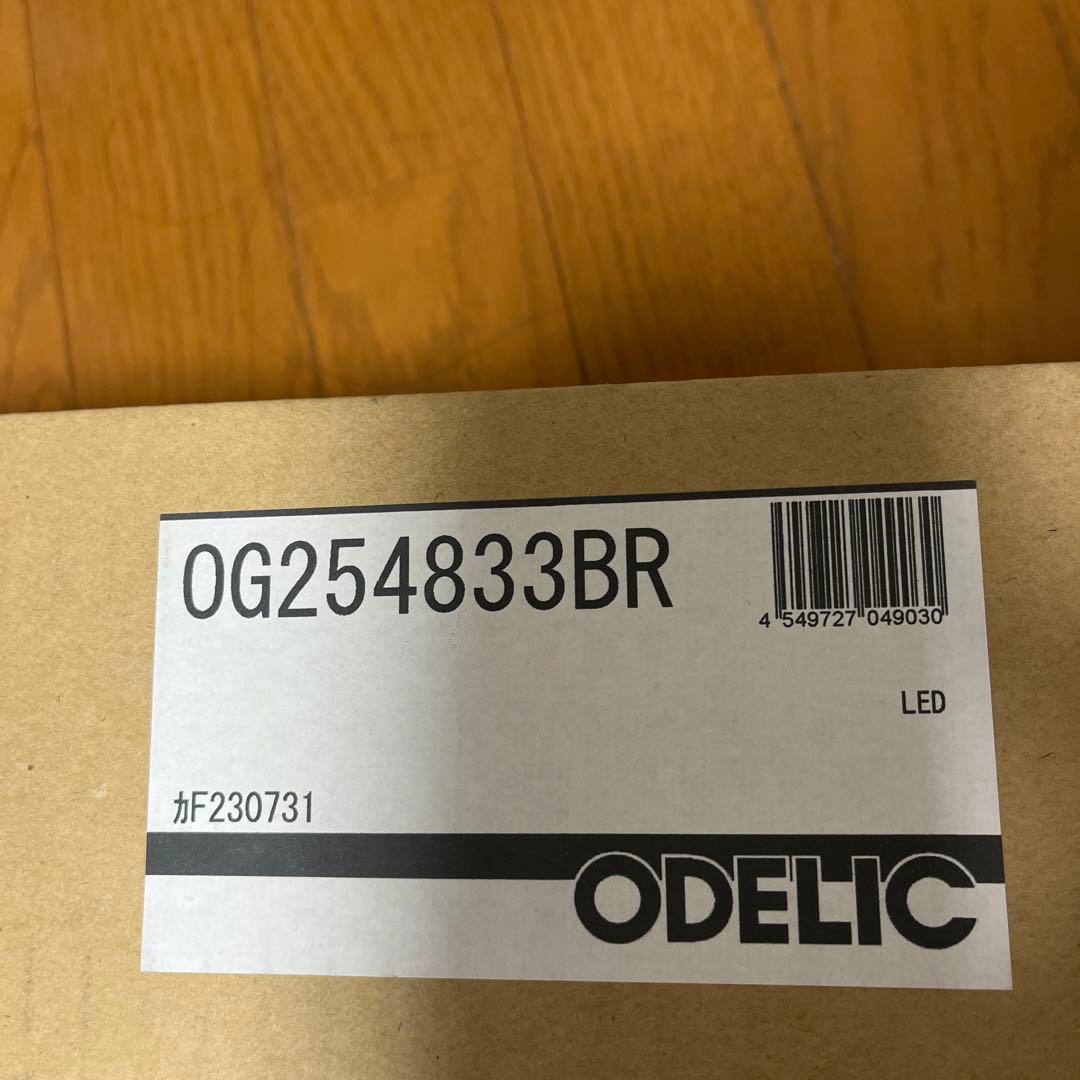 OG254833BR
4 549727 049030
LED
ｶF230731
ODELIC